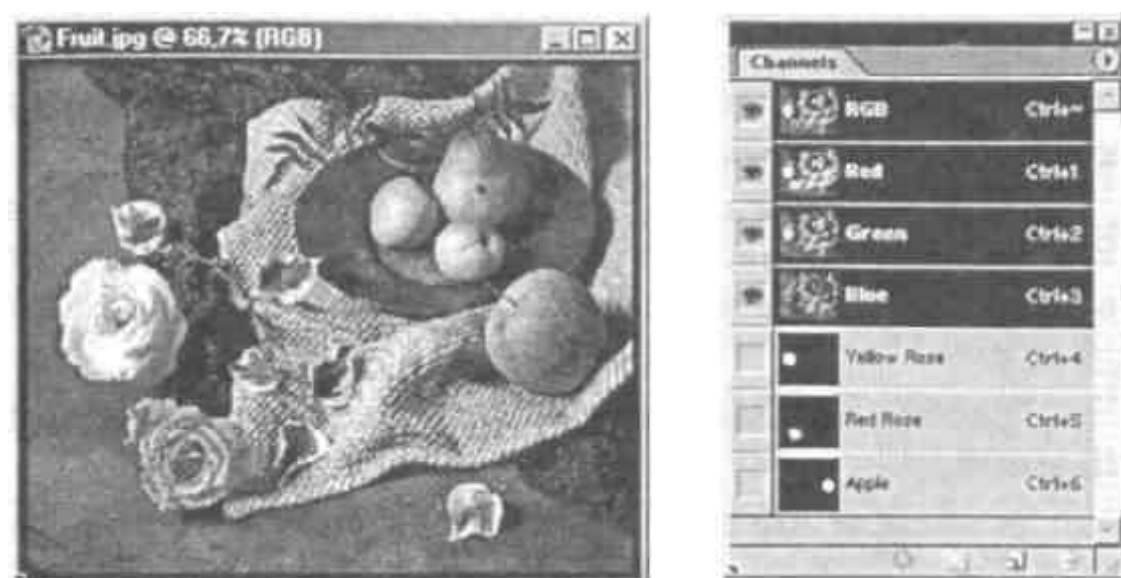 Fruit.jpg @ 66,7% (RGB)
Channels
RGB Ctrl+~
Red Ctrl+1
Green Ctrl+2
Blue Ctrl+3
Yellow Rose Ctrl+4
Red Rose Ctrl+5
Apple Ctrl+6